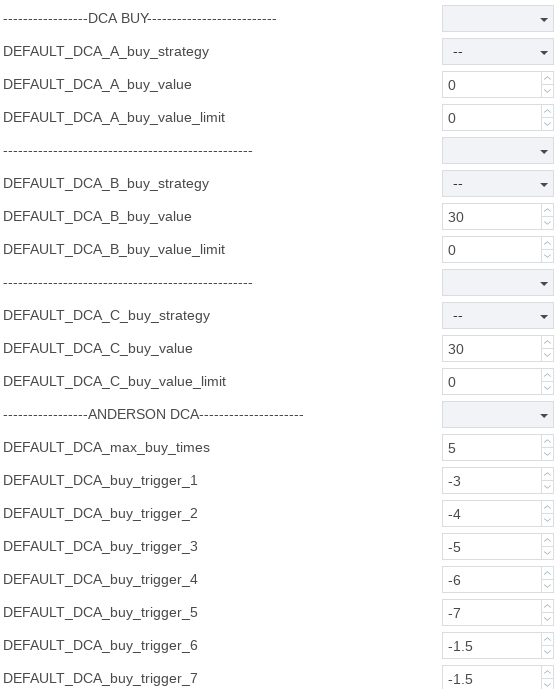 -----------------DCA BUY--------------------------
DEFAULT_DCA_A_buy_strategy --
DEFAULT_DCA_A_buy_value 0
DEFAULT_DCA_A_buy_value_limit 0
--------------------------------------------------
DEFAULT_DCA_B_buy_strategy --
DEFAULT_DCA_B_buy_value 30
DEFAULT_DCA_B_buy_value_limit 0
--------------------------------------------------
DEFAULT_DCA_C_buy_strategy --
DEFAULT_DCA_C_buy_value 30
DEFAULT_DCA_C_buy_value_limit 0
-----------------ANDERSON DCA---------------------
DEFAULT_DCA_max_buy_times 5
DEFAULT_DCA_buy_trigger_1 -3
DEFAULT_DCA_buy_trigger_2 -4
DEFAULT_DCA_buy_trigger_3 -5
DEFAULT_DCA_buy_trigger_4 -6
DEFAULT_DCA_buy_trigger_5 -7
DEFAULT_DCA_buy_trigger_6 -1.5
DEFAULT_DCA_buy_trigger_7 -1.5